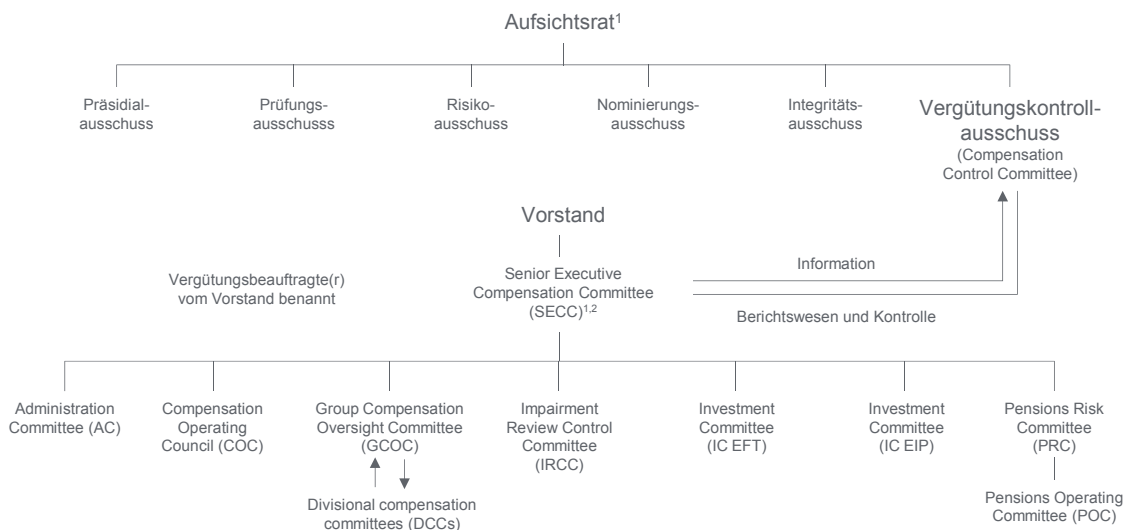 Aufsichtsrat¹
Präsidial-
ausschuss
Prüfungs-
ausschusss
Risiko-
ausschuss
Nominierungs-
ausschuss
Integritäts-
ausschuss
Vergütungskontroll-
ausschuss
(Compensation
Control Committee)
Vorstand
Vergütungsbeauftragte(r)
vom Vorstand benannt
Senior Executive
Compensation Committee
(SECC)¹,²
Information
Berichtswesen und Kontrolle
Administration
Committee (AC)
Compensation
Operating
Council (COC)
Group Compensation
Oversight Committee
(GCOC)
Impairment
Review Control
Committee
(IRCC)
Investment
Committee
(IC EFT)
Investment
Committee
(IC EIP)
Pensions Risk
Committee
(PRC)
Divisional compensation
committees (DCCs)
Pensions Operating
Committee (POC)